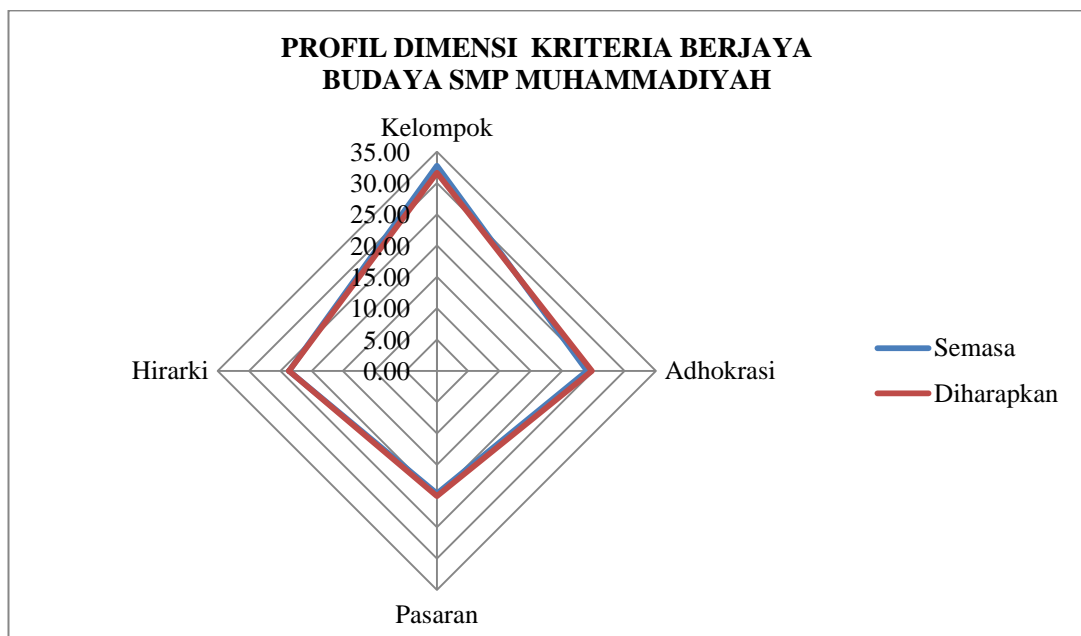 PROFIL DIMENSI KRITERIA BERJAYA
BUDAYA SMP MUHAMMADIYAH
Kelompok
35.00
30.00
25.00
20.00
15.00
10.00
5.00
0.00
Hirarki
Adhokrasi
Pasaran
Semasa
Diharapkan